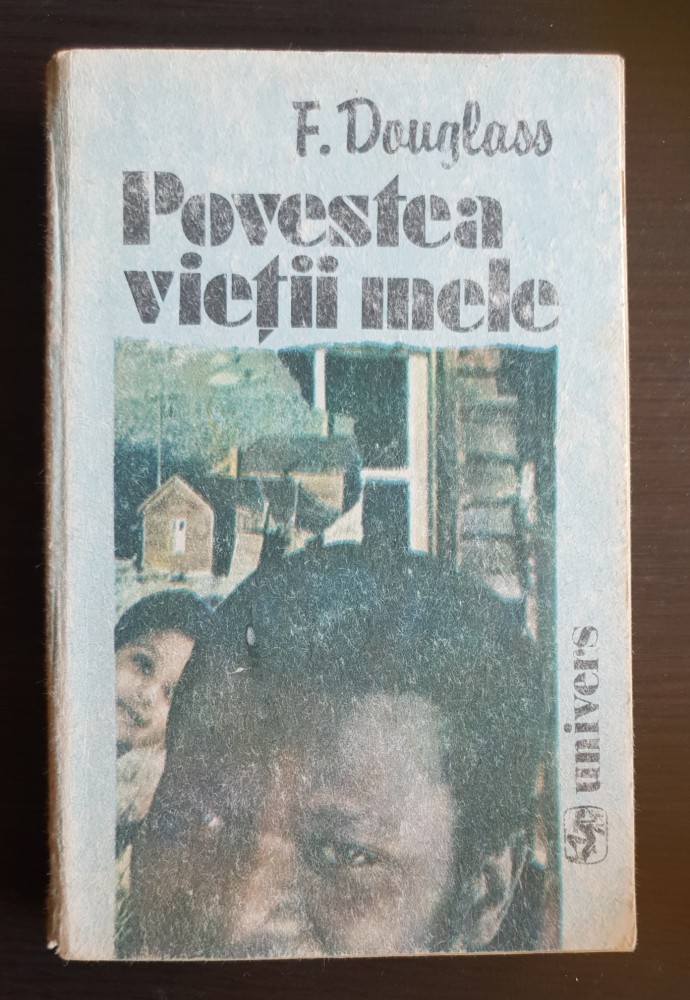 F. Douglass
Povestea
vieții mele
univers